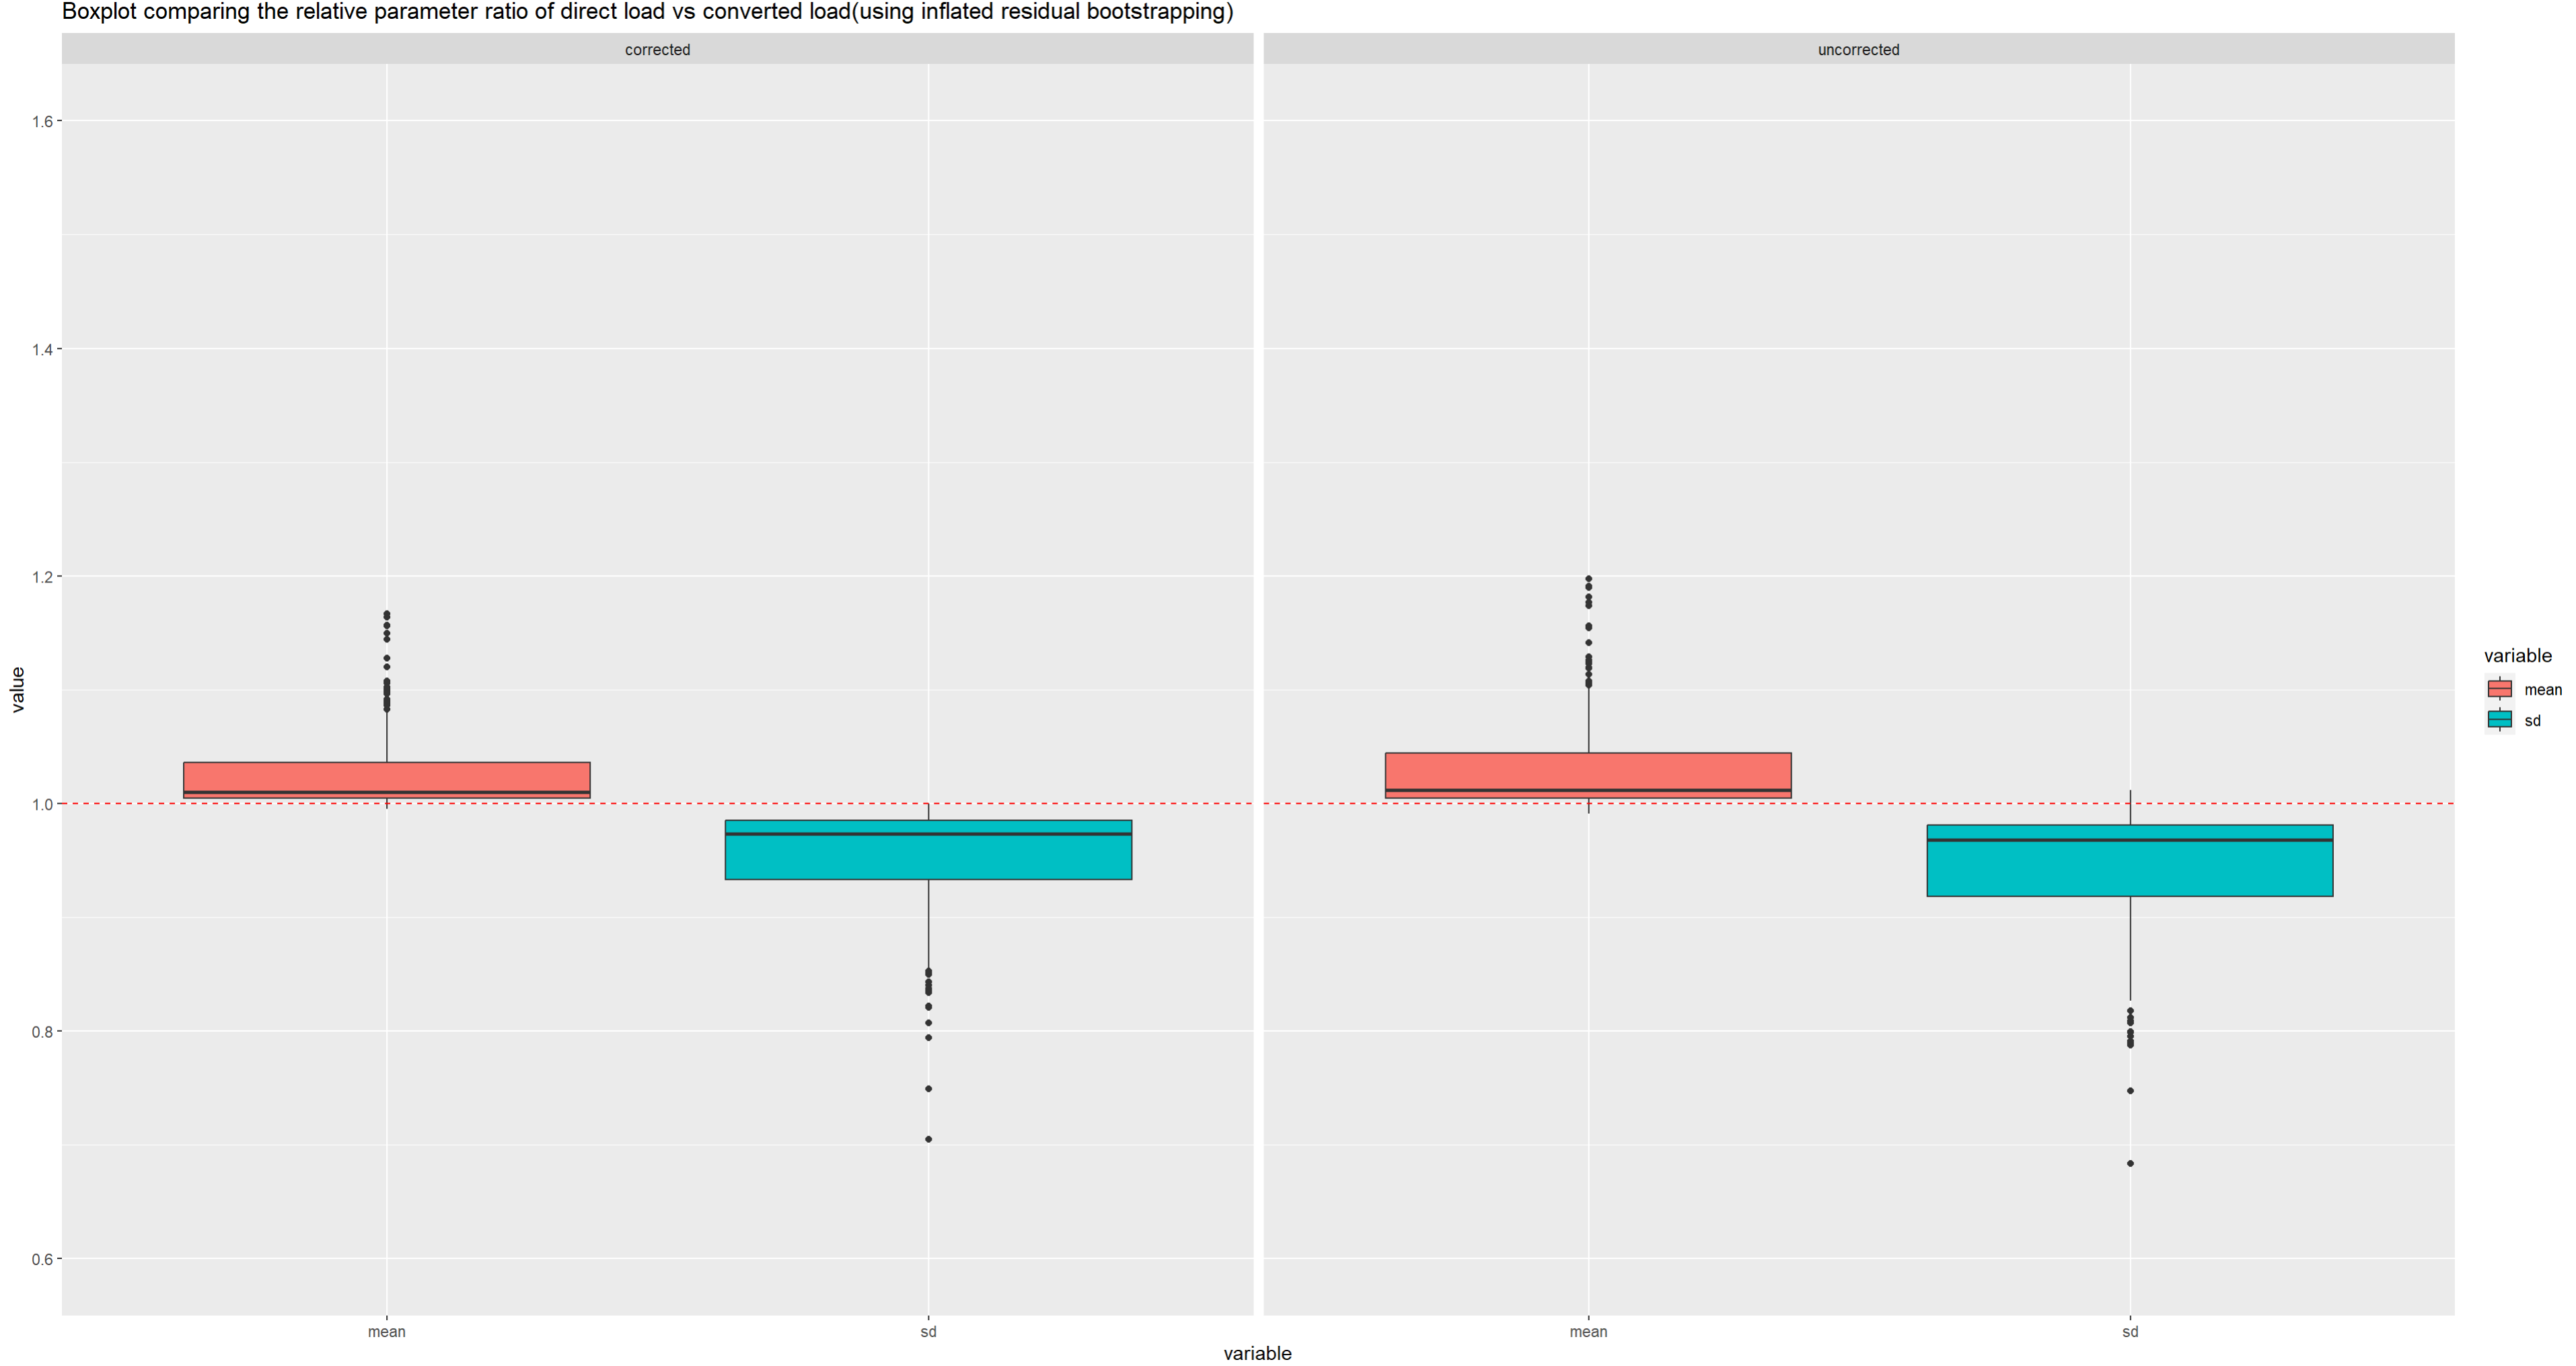 Boxplot comparing the relative parameter ratio of direct load vs converted load(using inflated residual bootstrapping)
corrected
uncorrected
1.6
1.4
1.2
1.0
0.8
0.6
value
mean
sd
mean
sd
variable
variable
mean
sd